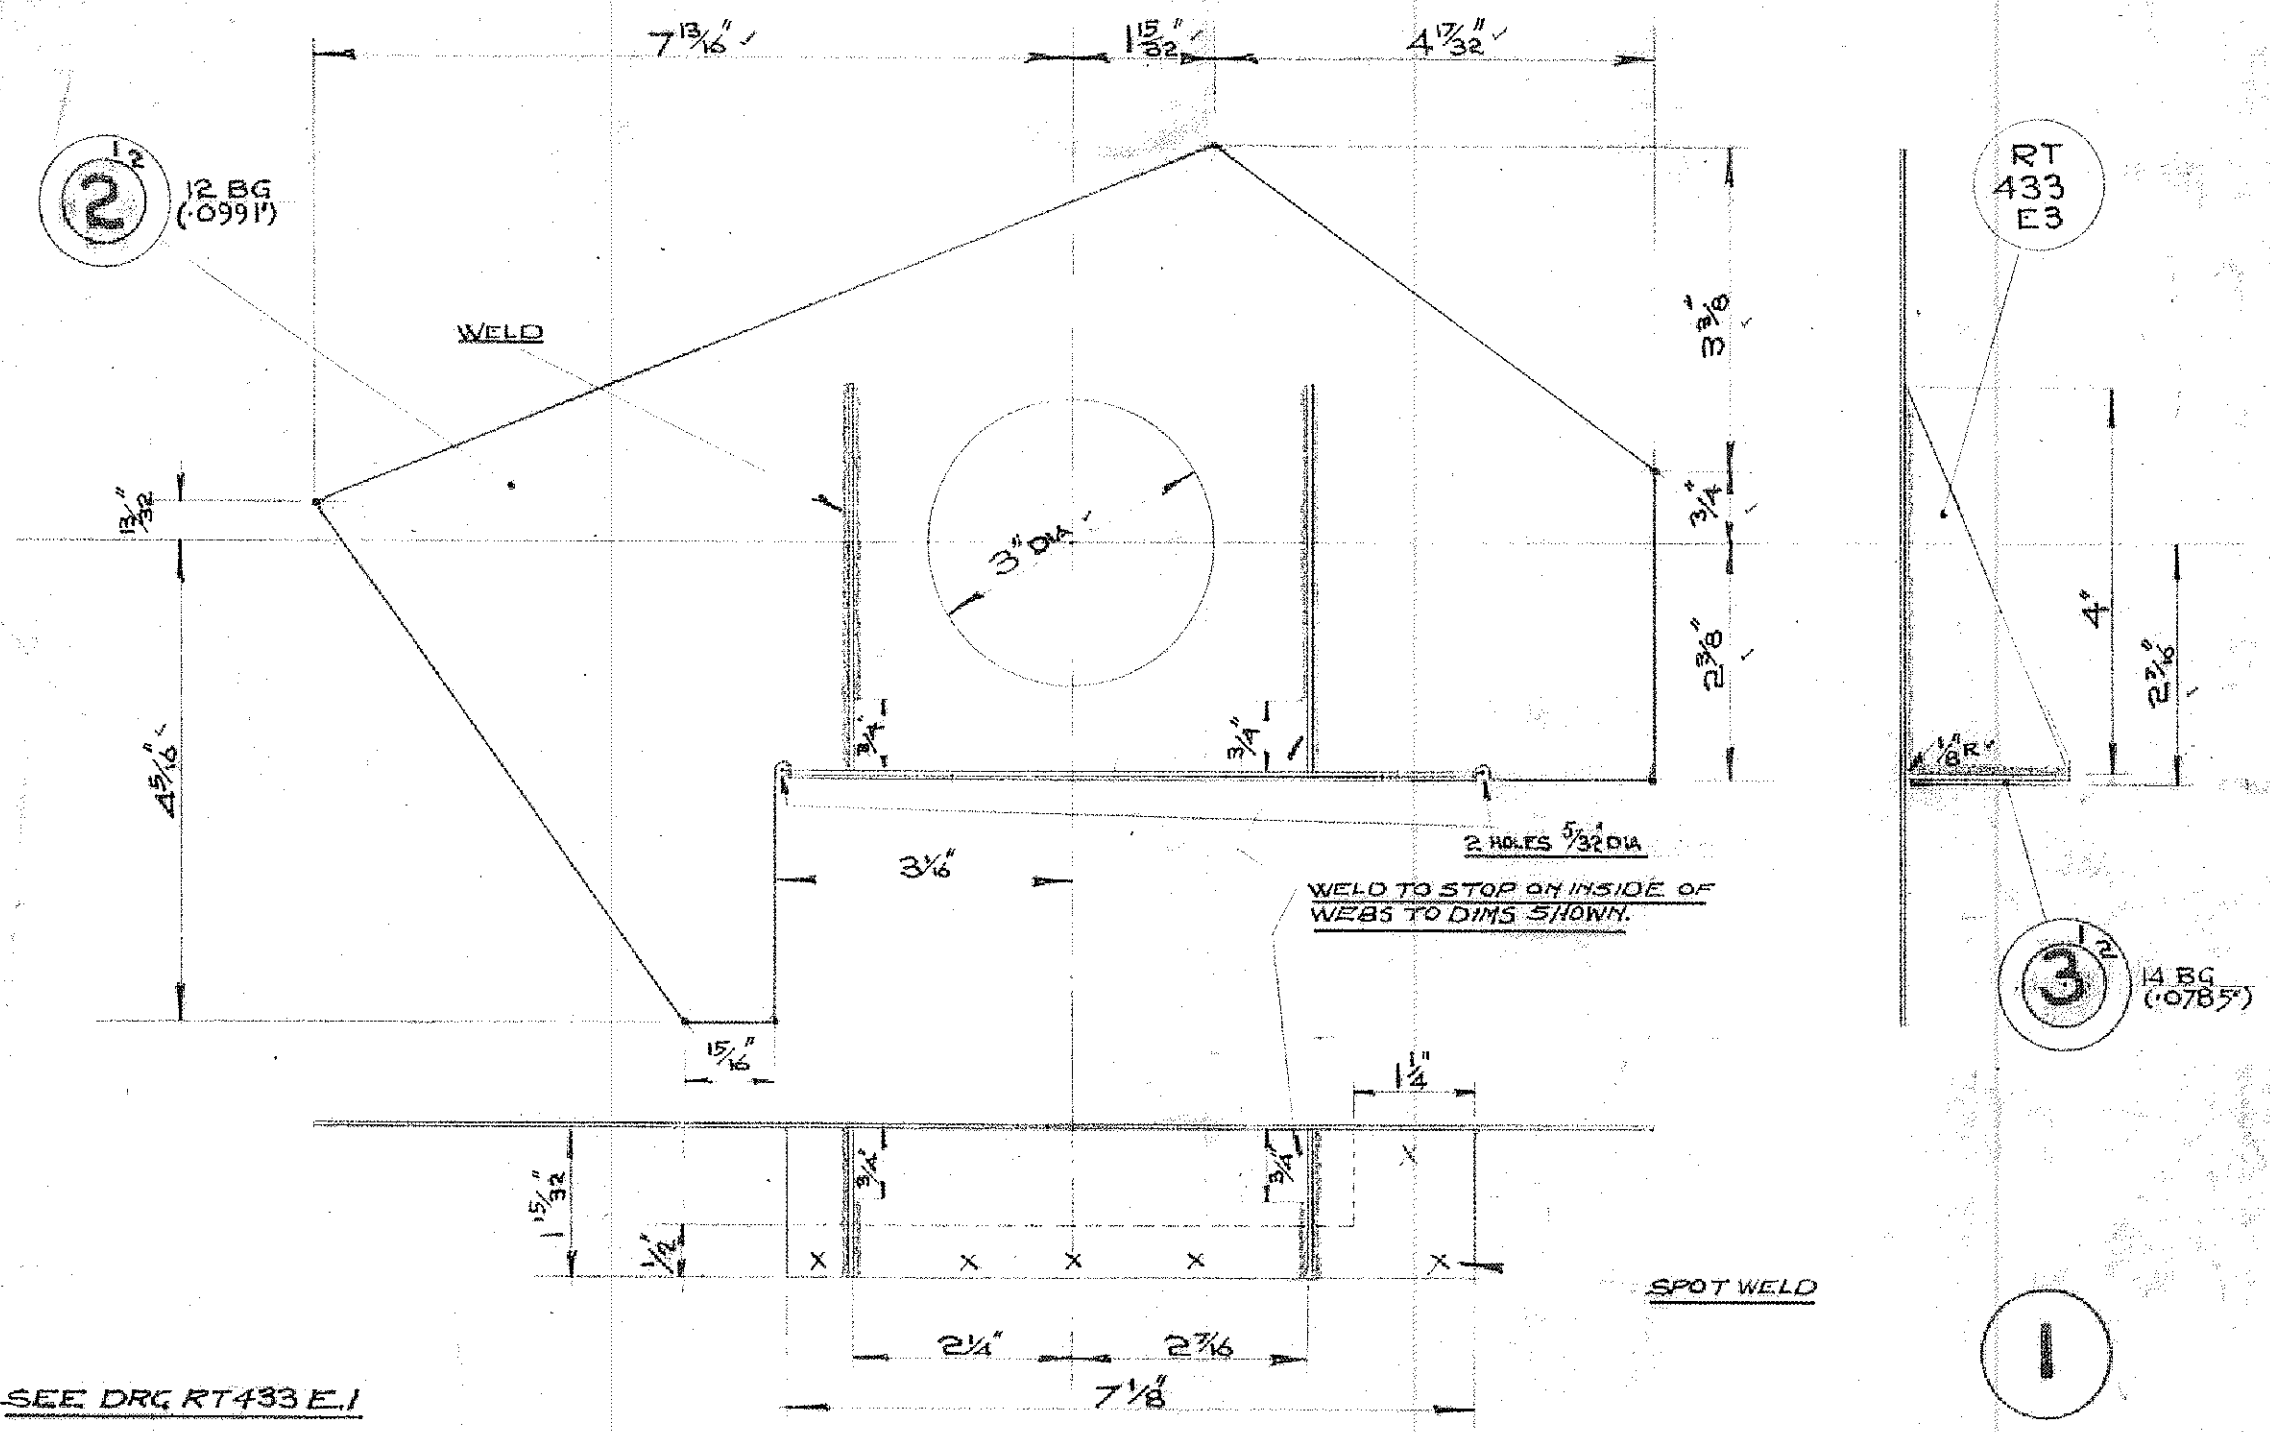 7 13/16" ✓
1 15/32" ✓
4 17/32" ✓
1 2
2
12 BG
(·0991")
RT
433
E3
WELD
3 3/8" ✓
13/32"
3/4" ✓
3" DIA ✓
4"
2 3/8" ✓
2 3/16" ✓
4 5/16" ✓
3/4"
3/4"
1/8" R ✓
2 HOLES 5/32" DIA
3 1/16"
WELD TO STOP ON INSIDE OF
WEBS TO DIMS SHOWN.
1 2
3
14 BG
(·0785")
15/16"
1 1/4"
1 15/32"
3/4"
3/4"
1/2"
X
X X X X X
SPOT WELD
2 1/4"
2 7/16
7 1/8"
1
SEE DRG RT433 E.1